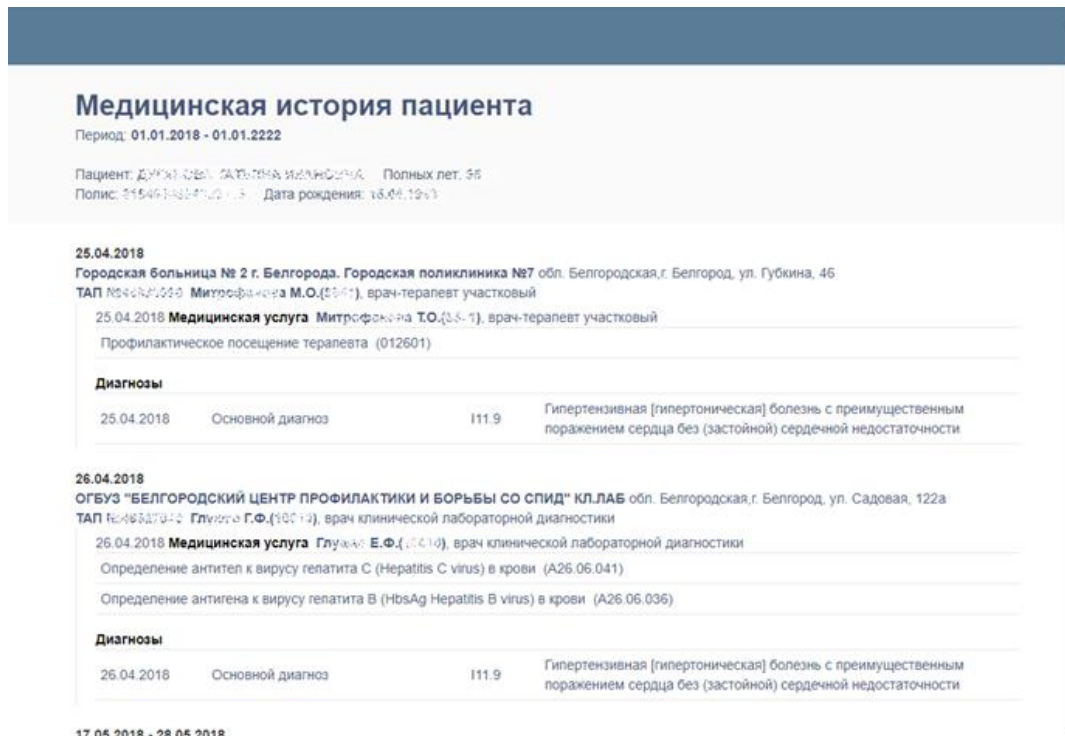 Медицинская история пациента
Период: 01.01.2018 - 01.01.2222
Пациент: Полных лет:
Полис: Дата рождения:
25.04.2018
Городская больница № 2 г. Белгорода. Городская поликлиника №7 обл. Белгородская,г. Белгород, ул. Губкина, 46
ТАП М.О. врач-терапевт участковый
25.04.2018 Медицинская услуга Т.О. врач-терапевт участковый
Профилактическое посещение терапевта (012601)
Диагнозы
25.04.2018 Основной диагноз I11.9 Гипертензивная [гипертоническая] болезнь с преимущественным
поражением сердца без (застойной) сердечной недостаточности
26.04.2018
ОГБУЗ "БЕЛГОРОДСКИЙ ЦЕНТР ПРОФИЛАКТИКИ И БОРЬБЫ СО СПИД" КЛ.ЛАБ обл. Белгородская,г. Белгород, ул. Садовая, 122а
ТАП Г.Ф. врач клинической лабораторной диагностики
26.04.2018 Медицинская услуга Е.Ф. врач клинической лабораторной диагностики
Определение антител к вирусу гепатита C (Hepatitis C virus) в крови (A26.06.041)
Определение антигена к вирусу гепатита B (HbsAg Hepatitis B virus) в крови (A26.06.036)
Диагнозы
26.04.2018 Основной диагноз I11.9 Гипертензивная [гипертоническая] болезнь с преимущественным
поражением сердца без (застойной) сердечной недостаточности
17.05.2018 - 28.05.2018